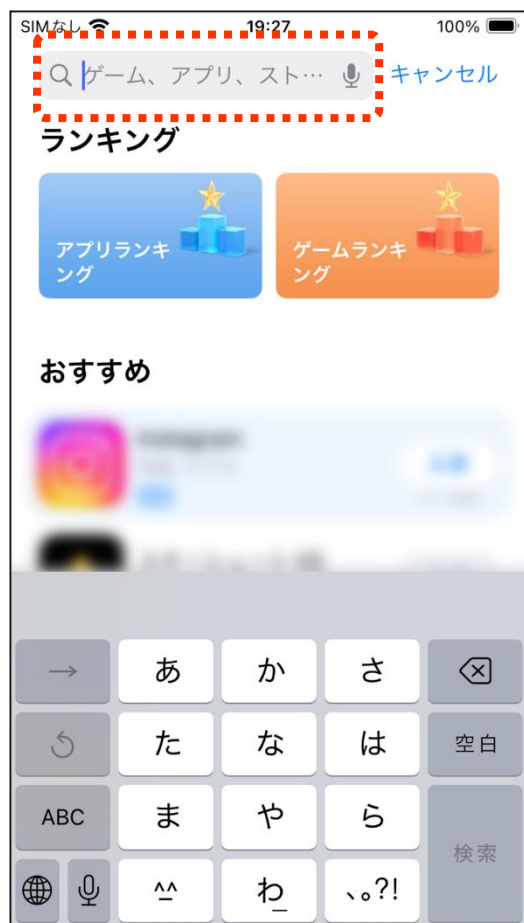 SIMなし 19:27 100%
ゲーム、アプリ、スト… キャンセル
ランキング
アプリランキ
ング
ゲームランキ
ング
おすすめ
→ あ か さ
た な は 空白
ABC ま や ら
検索
^^ わ 、。?!